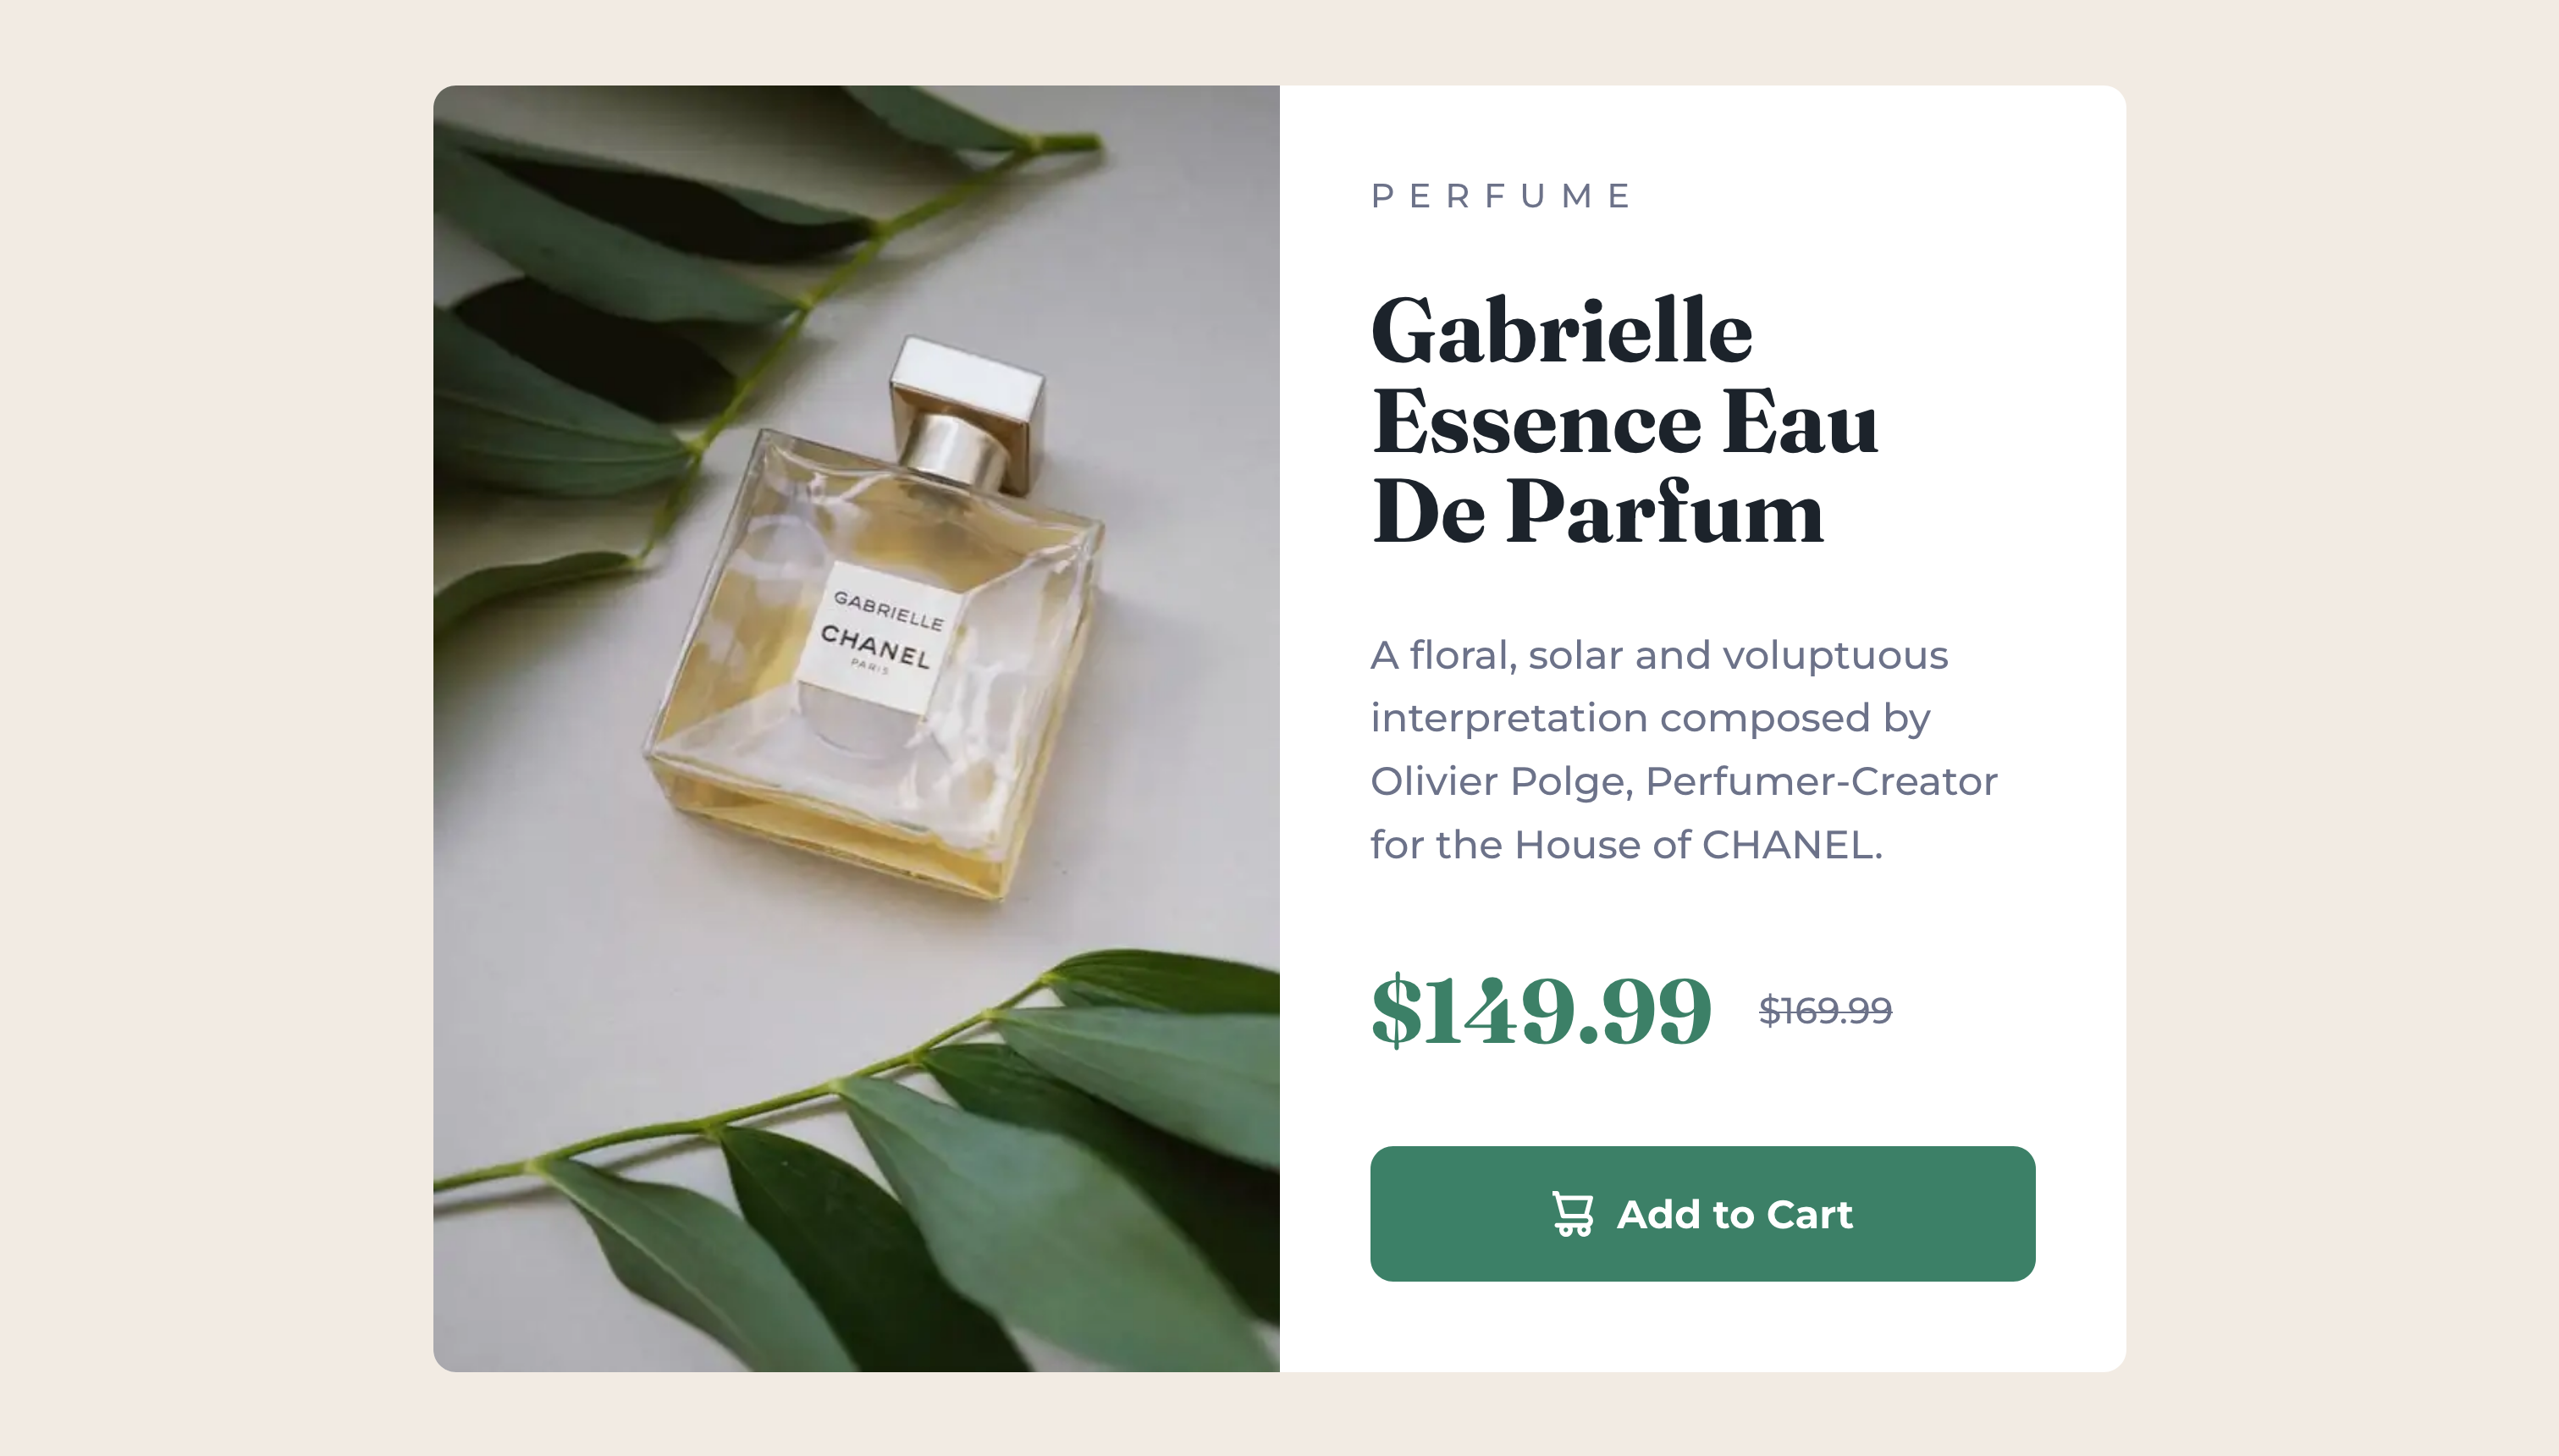 GABRIELLE
CHANEL
PARIS
PERFUME
Gabrielle
Essence Eau
De Parfum
A floral, solar and voluptuous
interpretation composed by
Olivier Polge, Perfumer-Creator
for the House of CHANEL.
$149.99 $169.99
Add to Cart